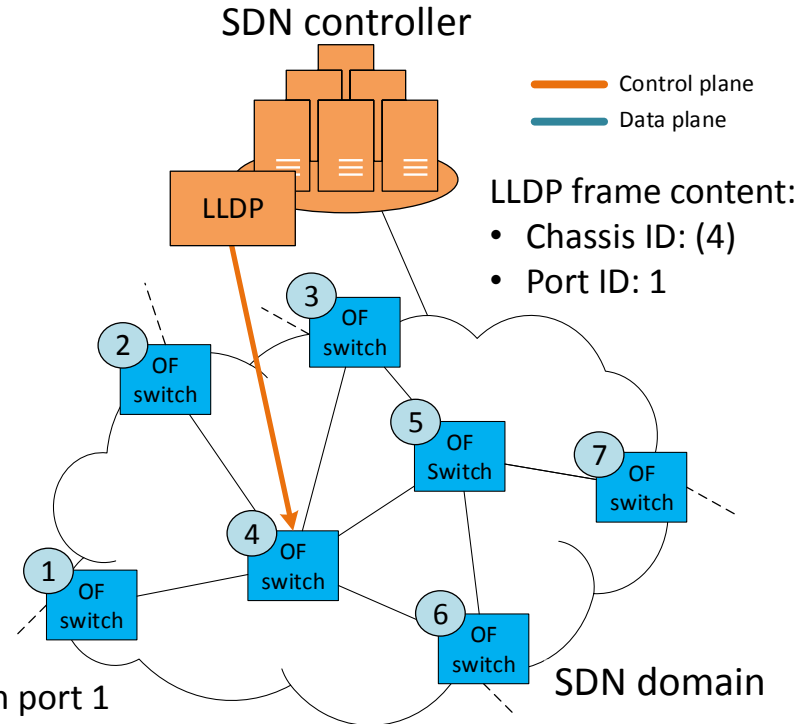 SDN controller
Control plane
Data plane
LLDP
LLDP frame content:
• Chassis ID: (4)
• Port ID: 1
3
OF
switch
2
OF
switch
5
OF
Switch
7
OF
switch
4
OF
switch
1
OF
switch
6
OF
switch
SDN domain
port 1